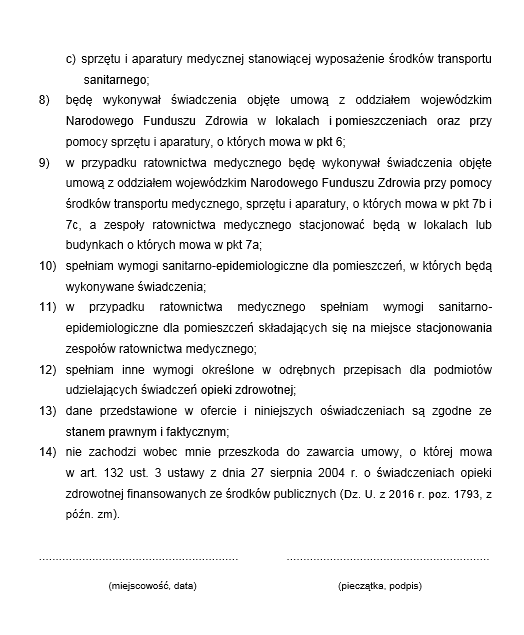 c) sprzętu i aparatury medycznej stanowiącej wyposażenie środków transportu
sanitarnego;
8) będę wykonywał świadczenia objęte umową z oddziałem wojewódzkim
Narodowego Funduszu Zdrowia w lokalach i pomieszczeniach oraz przy
pomocy sprzętu i aparatury, o których mowa w pkt 6;
9) w przypadku ratownictwa medycznego będę wykonywał świadczenia objęte
umową z oddziałem wojewódzkim Narodowego Funduszu Zdrowia przy pomocy
środków transportu medycznego, sprzętu i aparatury, o których mowa w pkt 7b i
7c, a zespoły ratownictwa medycznego stacjonować będą w lokalach lub
budynkach o których mowa w pkt 7a;
10) spełniam wymogi sanitarno-epidemiologiczne dla pomieszczeń, w których będą
wykonywane świadczenia;
11) w przypadku ratownictwa medycznego spełniam wymogi sanitarno-
epidemiologiczne dla pomieszczeń składających się na miejsce stacjonowania
zespołów ratownictwa medycznego;
12) spełniam inne wymogi określone w odrębnych przepisach dla podmiotów
udzielających świadczeń opieki zdrowotnej;
13) dane przedstawione w ofercie i niniejszych oświadczeniach są zgodne ze
stanem prawnym i faktycznym;
14) nie zachodzi wobec mnie przeszkoda do zawarcia umowy, o której mowa
w art. 132 ust. 3 ustawy z dnia 27 sierpnia 2004 r. o świadczeniach opieki
zdrowotnej finansowanych ze środków publicznych (Dz. U. z 2016 r. poz. 1793, z
późn. zm).
............................................................. ..............................................................
(miejscowość, data) (pieczątka, podpis)